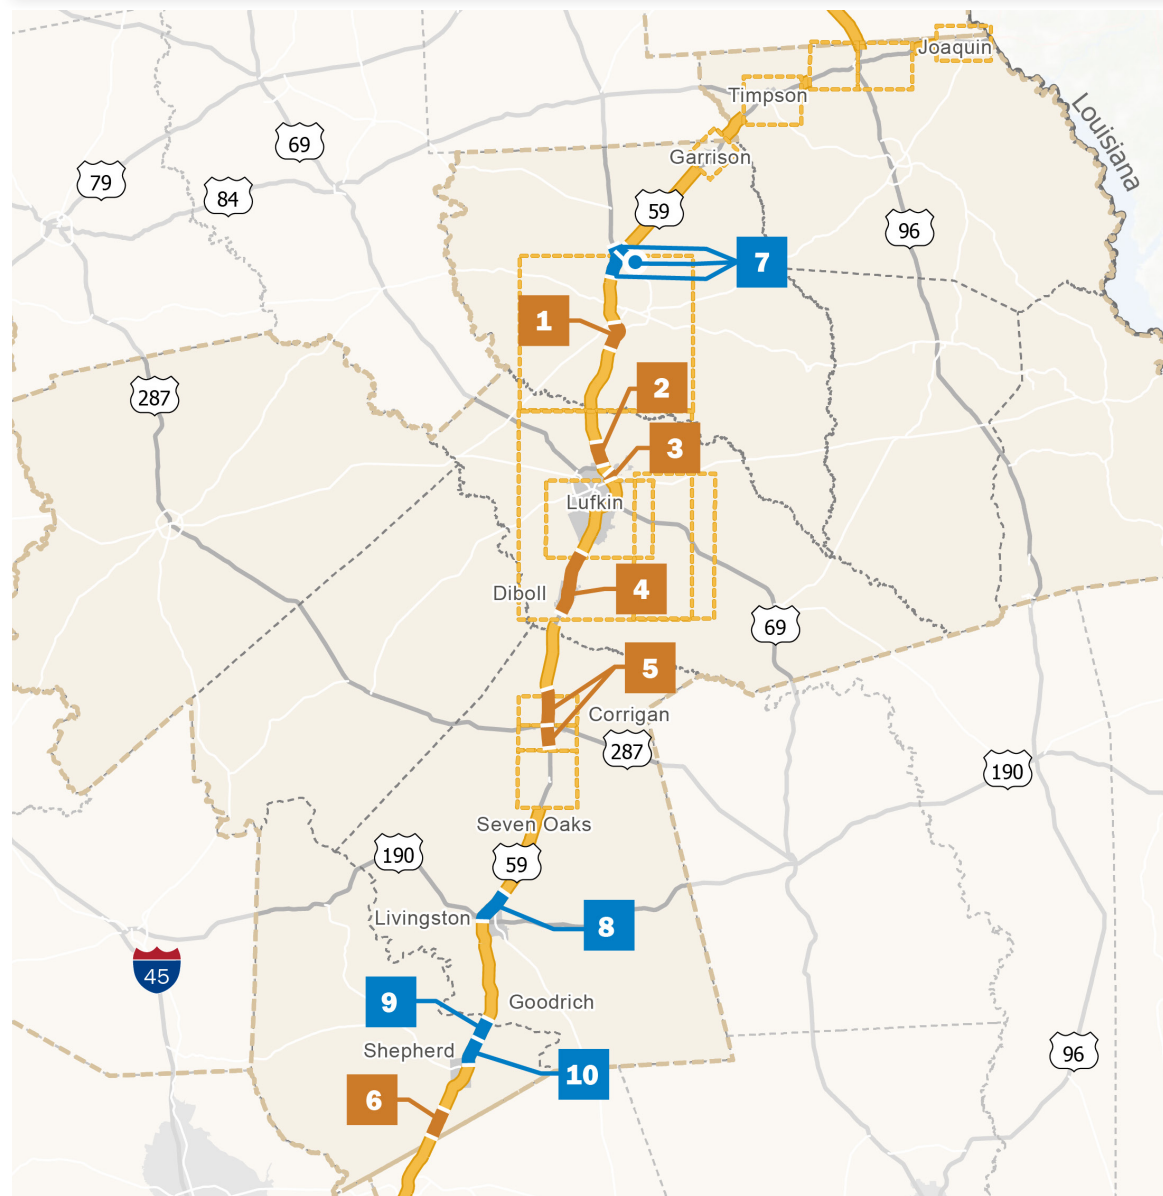 Joaquin
Timpson
Louisiana
69
Garrison
79
84
59
96
7
1
2
287
3
Lufkin
4
Diboll
69
5
Corrigan
287
190
Seven Oaks
190
59
Livingston
8
45
9
Goodrich
Shepherd
96
10
6